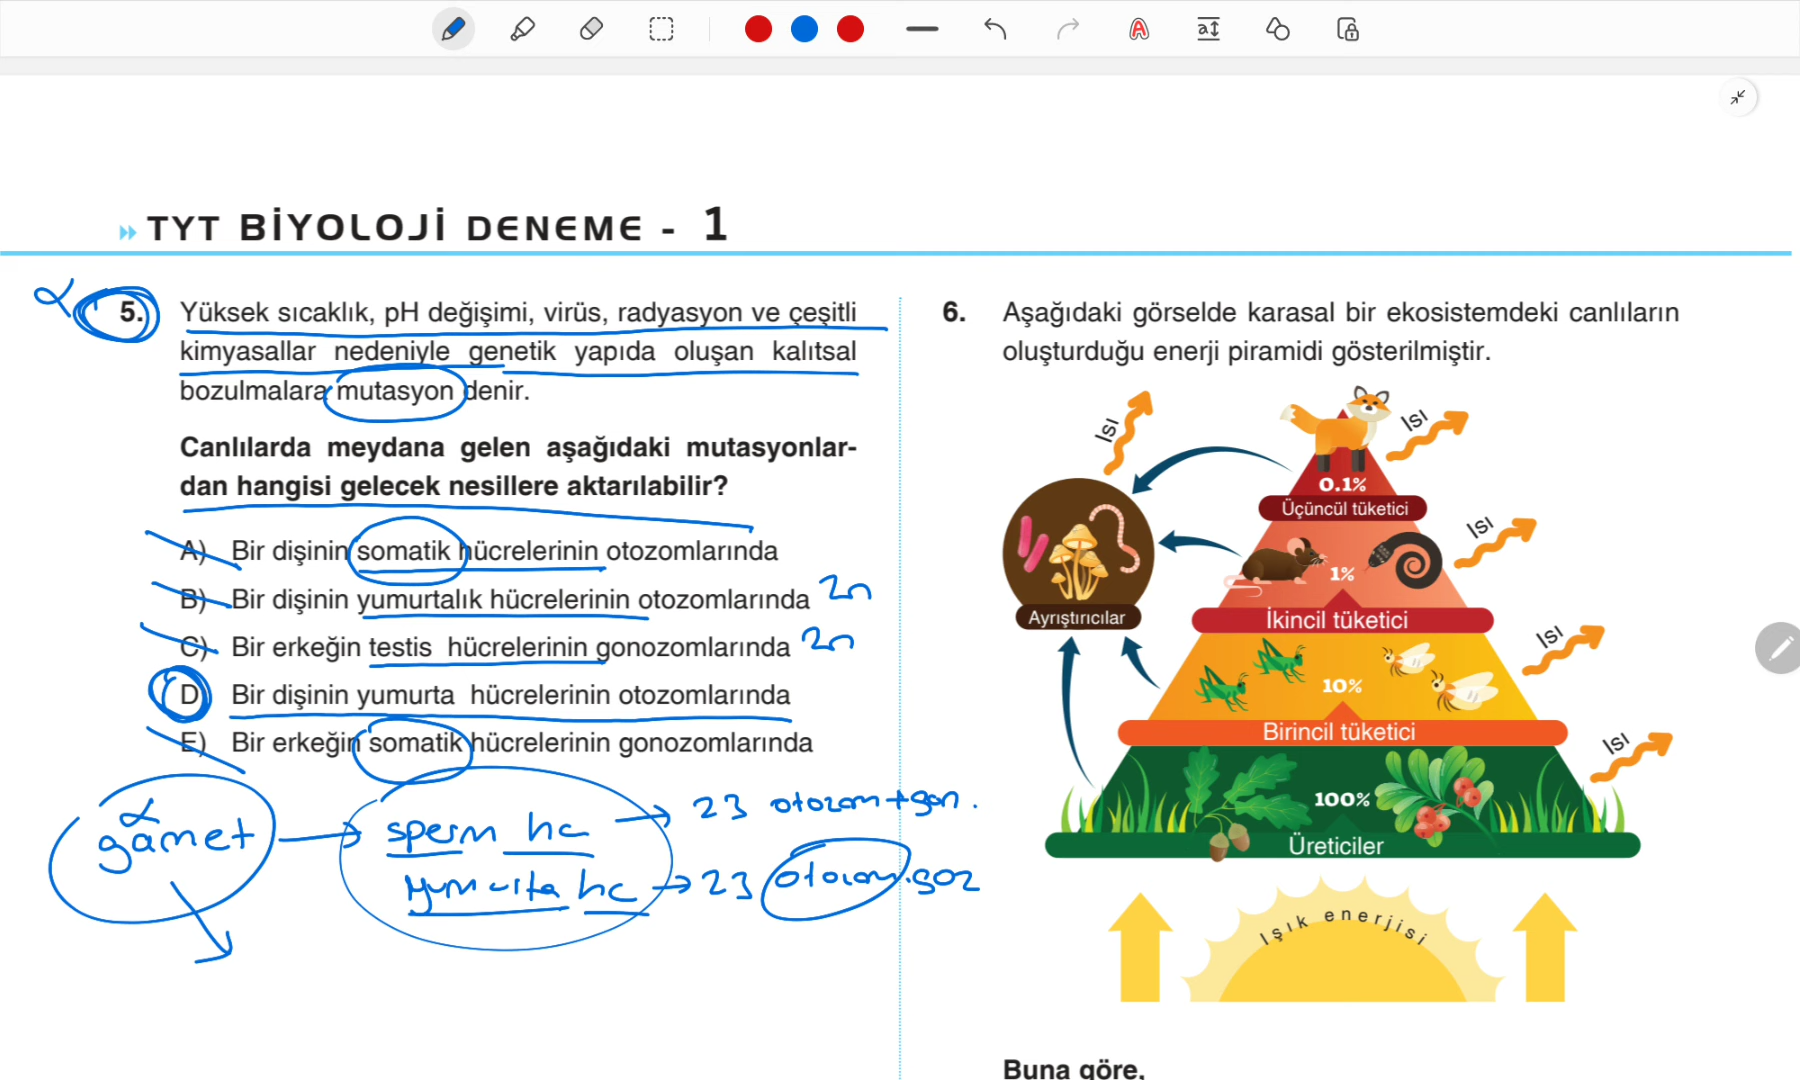 TYT BİYOLOJİ DENEME - 1
5. Yüksek sıcaklık, pH değişimi, virüs, radyasyon ve çeşitli
kimyasallar nedeniyle genetik yapıda oluşan kalıtsal
bozulmalara mutasyon denir.
Canlılarda meydana gelen aşağıdaki mutasyonlar-
dan hangisi gelecek nesillere aktarılabilir?
A) Bir dişinin somatik hücrelerinin otozomlarında
B) Bir dişinin yumurtalık hücrelerinin otozomlarında 2n
C) Bir erkeğin testis hücrelerinin gonozomlarında 2n
D) Bir dişinin yumurta hücrelerinin otozomlarında
E) Bir erkeğin somatik hücrelerinin gonozomlarında
gamet
sperm hc → 23 otozom + gon.
yumurta hc → 23 otozom.goz
6. Aşağıdaki görselde karasal bir ekosistemdeki canlıların
oluşturduğu enerji piramidi gösterilmiştir.
Isı
Isı
0.1%
Üçüncül tüketici
Isı
1%
Ayrıştırıcılar
İkincil tüketici
Isı
10%
Birincil tüketici
Isı
100%
Üreticiler
Işık enerjisi
Buna göre,